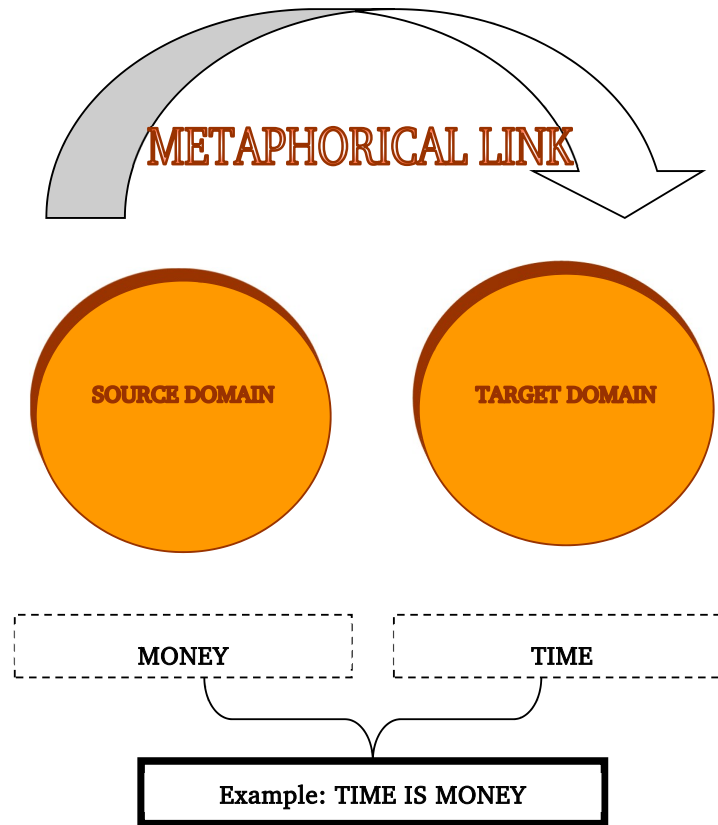 METAPHORICAL LINK
SOURCE DOMAIN
TARGET DOMAIN
MONEY
TIME
Example: TIME IS MONEY